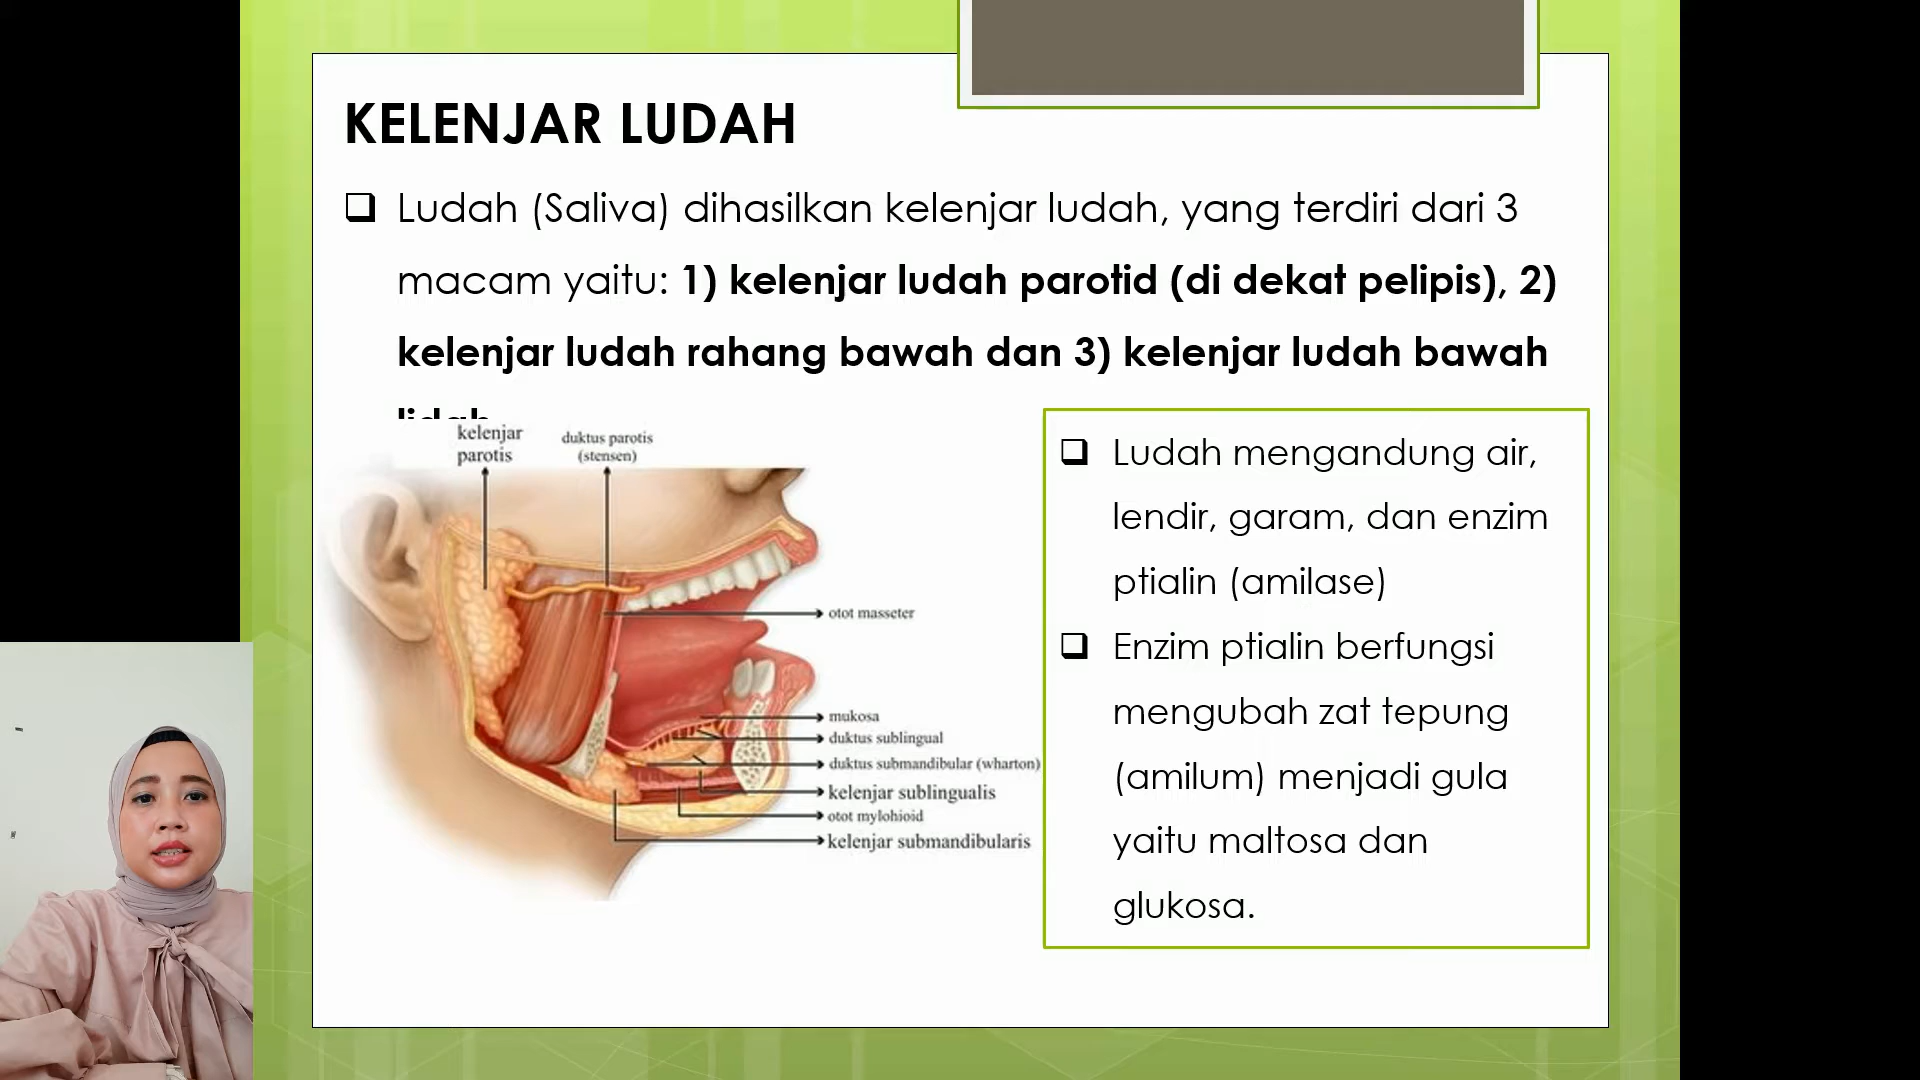 KELENJAR LUDAH
❑ Ludah (Saliva) dihasilkan kelenjar ludah, yang terdiri dari 3
macam yaitu: 1) kelenjar ludah parotid (di dekat pelipis), 2)
kelenjar ludah rahang bawah dan 3) kelenjar ludah bawah
kelenjar
parotis
duktus parotis
(stensen)
otot masseter
mukosa
duktus sublingual
duktus submandibular (wharton)
kelenjar sublingualis
otot mylohioid
kelenjar submandibularis
❑ Ludah mengandung air,
lendir, garam, dan enzim
ptialin (amilase)
❑ Enzim ptialin berfungsi
mengubah zat tepung
(amilum) menjadi gula
yaitu maltosa dan
glukosa.